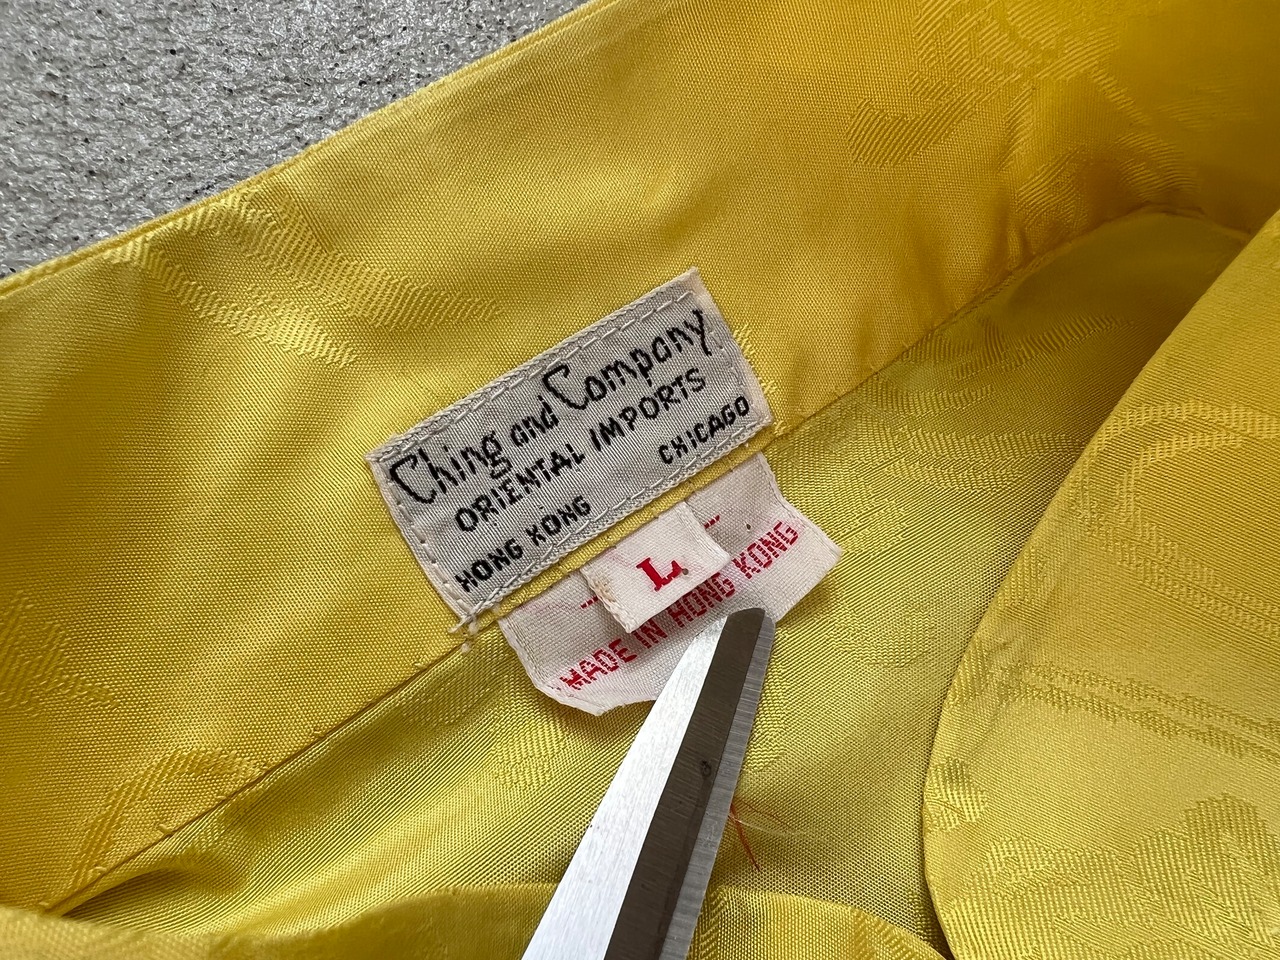 Ching and Company
ORIENTAL IMPORTS
HONG KONG CHICAGO
L
MADE IN HONG KONG